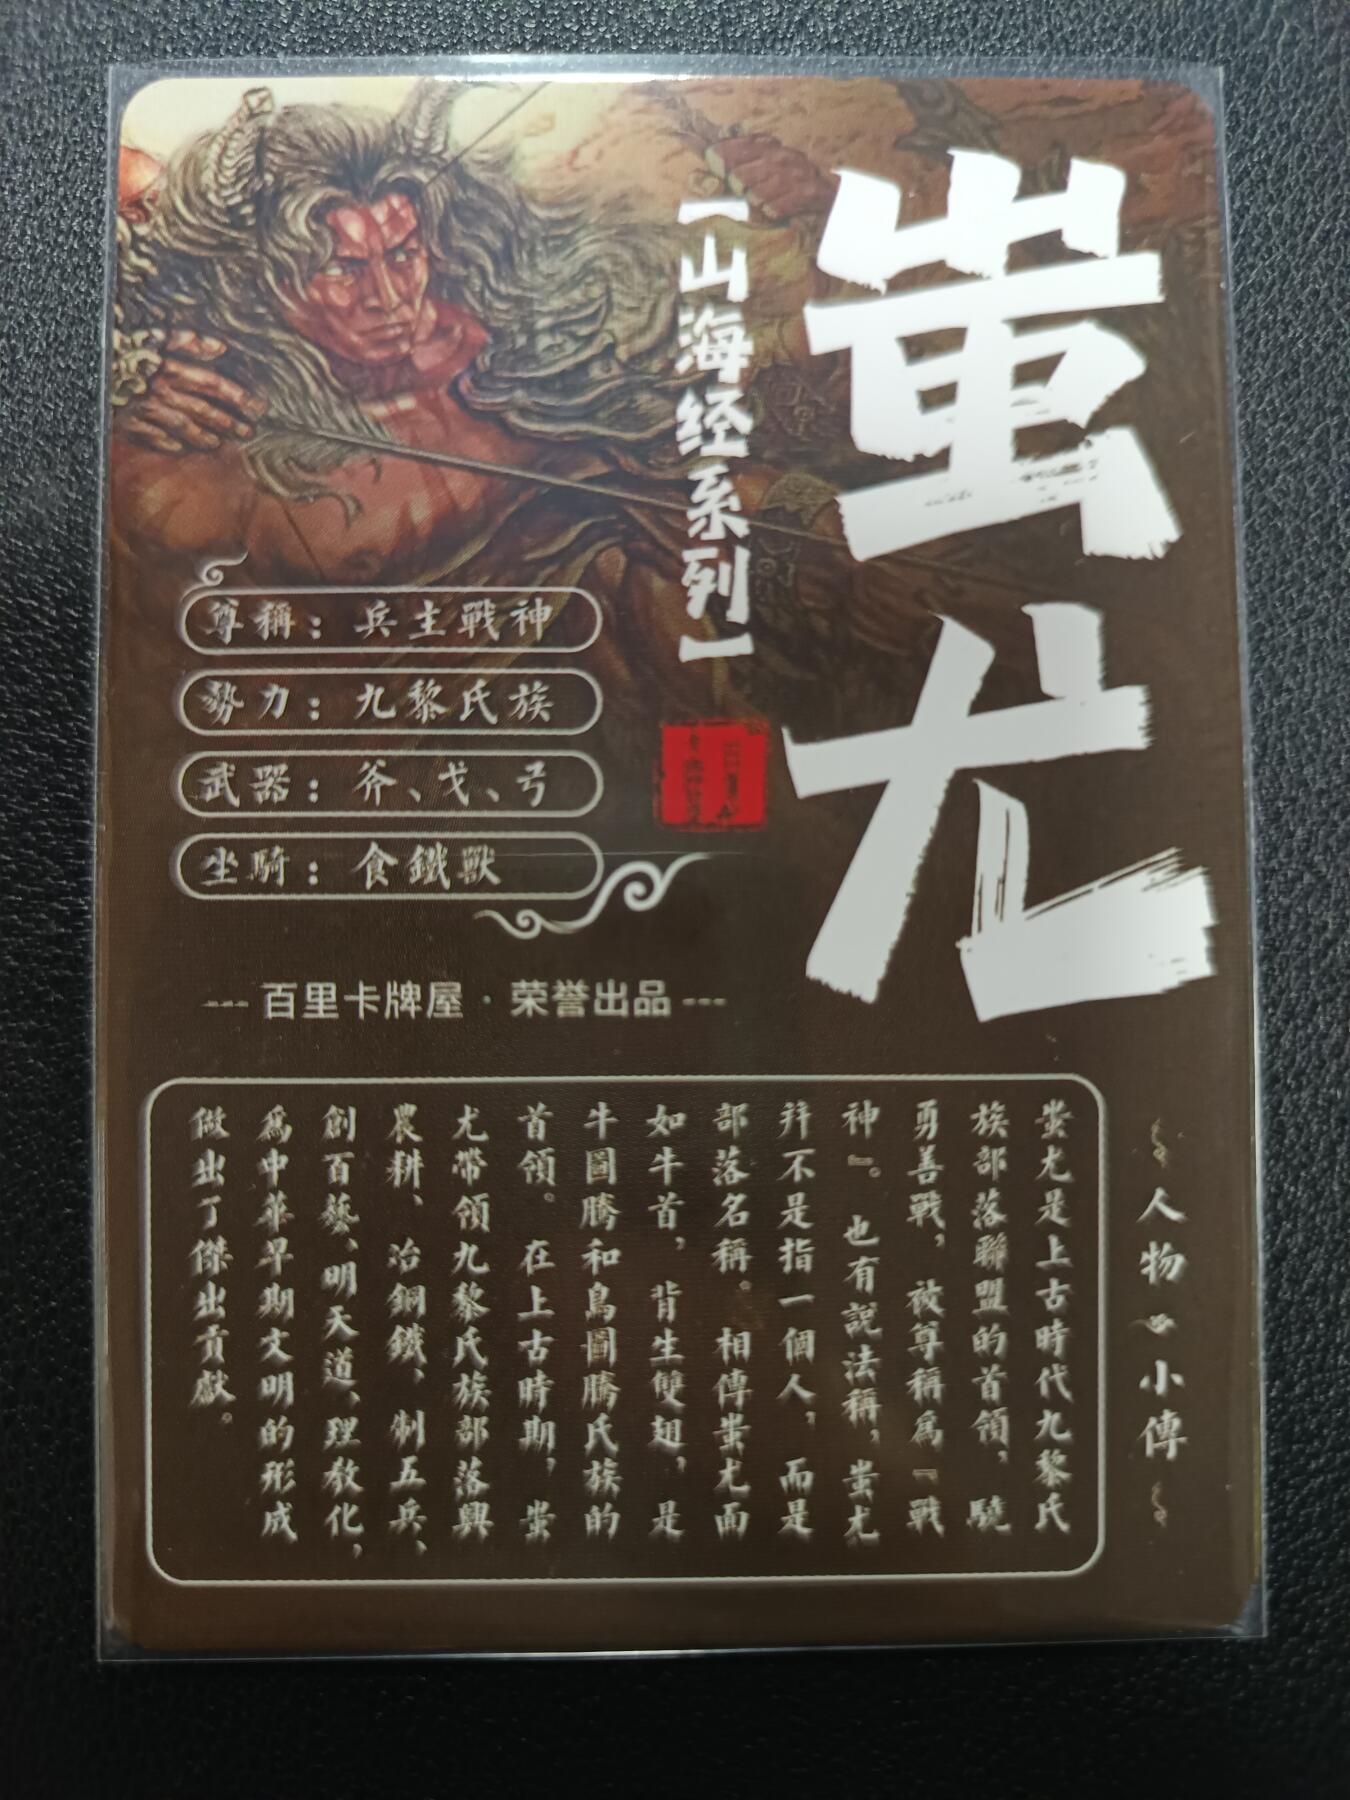 蚩尤
【山海经系列】
尊稱：兵主戰神
勢力：九黎氏族
武器：斧、戈、弓
坐騎：食鐵獸
--- 百里卡牌屋 · 荣誉出品 ---
人物小傳
蚩尤是上古時代九黎氏
族部落聯盟的首領，驍
勇善戰，被尊稱爲『戰
神』。也有説法稱，蚩尤
并不是指一個人，而是
部落名稱。相傳蚩尤面
如牛首，背生雙翅，是
牛圖騰和鳥圖騰氏族的
首領。在上古時期，蚩
尤帶領九黎氏族部落興
農耕、冶銅鐵、制五兵、
創百藝、明天道、理教化，
爲中華早期文明的形成
做出了傑出貢獻。